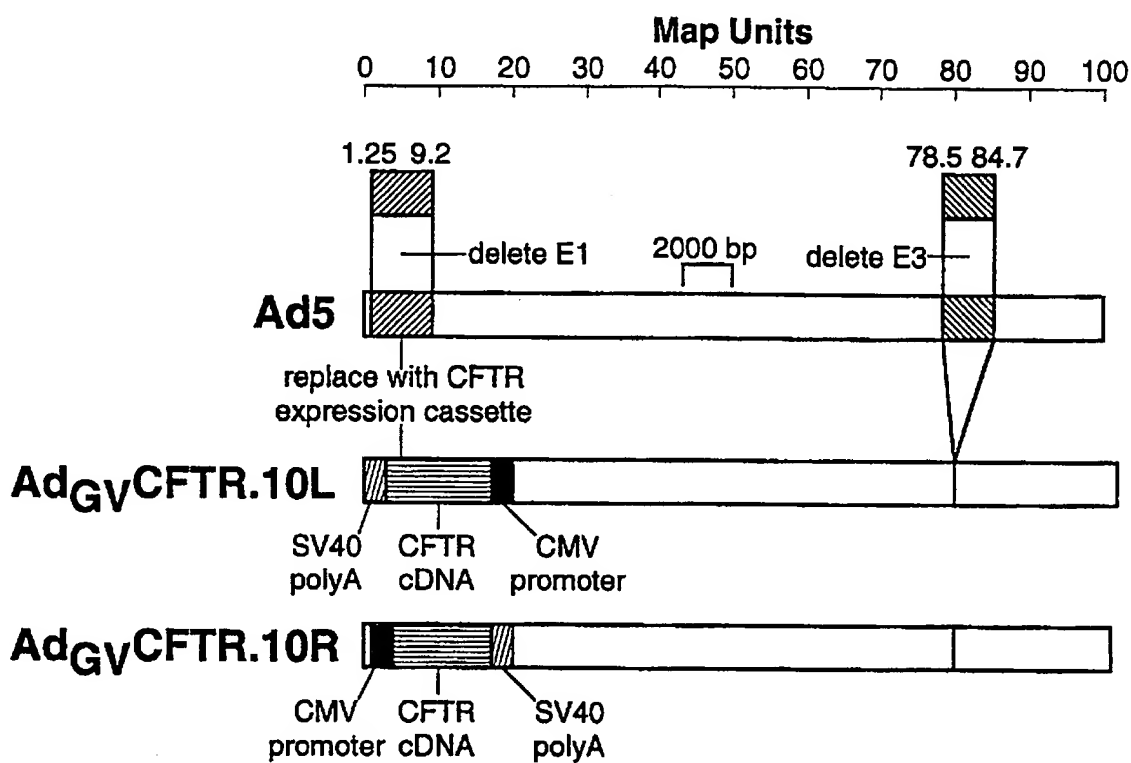 Map Units
0 10 20 30 40 50 60 70 80 90 100
1.25 9.2 78.5 84.7
delete E1 2000 bp delete E3
Ad5
replace with CFTR
expression cassette
AdGVCFTR.10L
SV40 CFTR CMV
polyA cDNA promoter
AdGVCFTR.10R
CMV CFTR SV40
promoter cDNA polyA